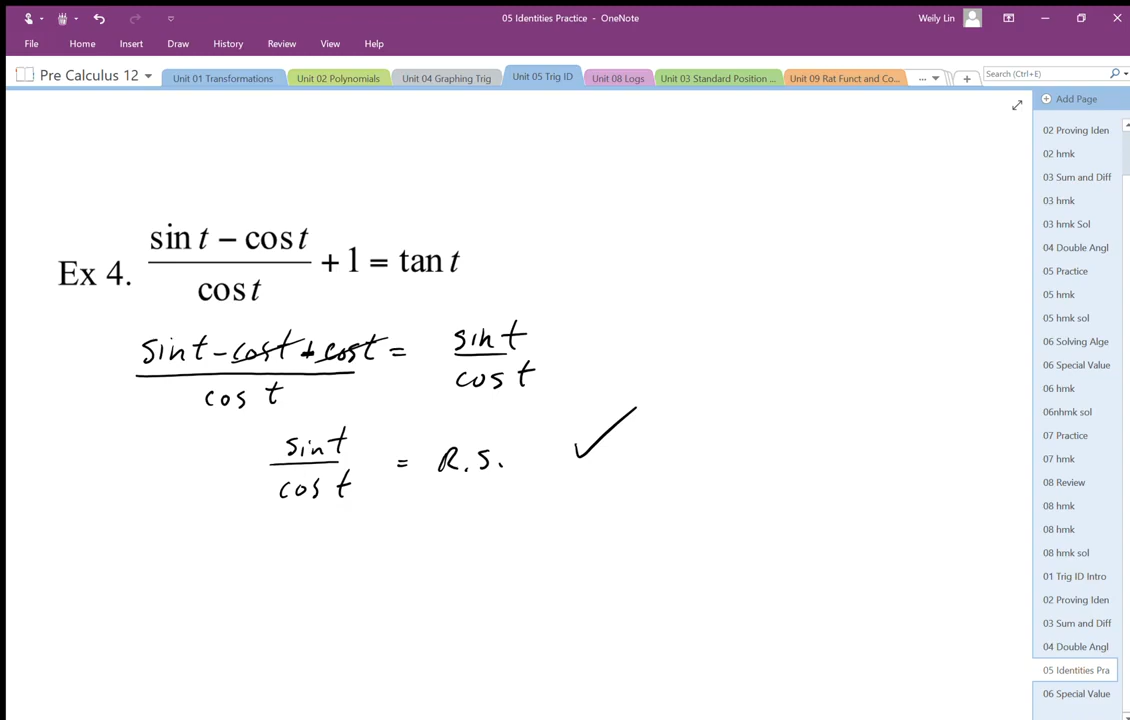 05 Identities Practice - OneNote
Weily Lin
File Home Insert Draw History Review View Help
Pre Calculus 12
Unit 01 Transformations
Unit 02 Polynomials
Unit 04 Graphing Trig
Unit 05 Trig ID
Unit 08 Logs
Unit 03 Standard Position ...
Unit 09 Rat Funct and Co...
...
Search (Ctrl+E)
Add Page
02 Proving Iden
02 hmk
03 Sum and Diff
03 hmk
03 hmk Sol
04 Double Angl
05 Practice
05 hmk
05 hmk sol
06 Solving Alge
06 Special Value
06 hmk
06nhmk sol
07 Practice
07 hmk
08 Review
08 hmk
08 hmk
08 hmk sol
01 Trig ID Intro
02 Proving Iden
03 Sum and Diff
04 Double Angl
05 Identities Pra
06 Special Value
Ex 4. (sin t − cos t)/(cos t) + 1 = tan t
(sin t − cos t + cos t)/(cos t) = (sin t)/(cos t)
(sin t)/(cos t) = R.S. ✓